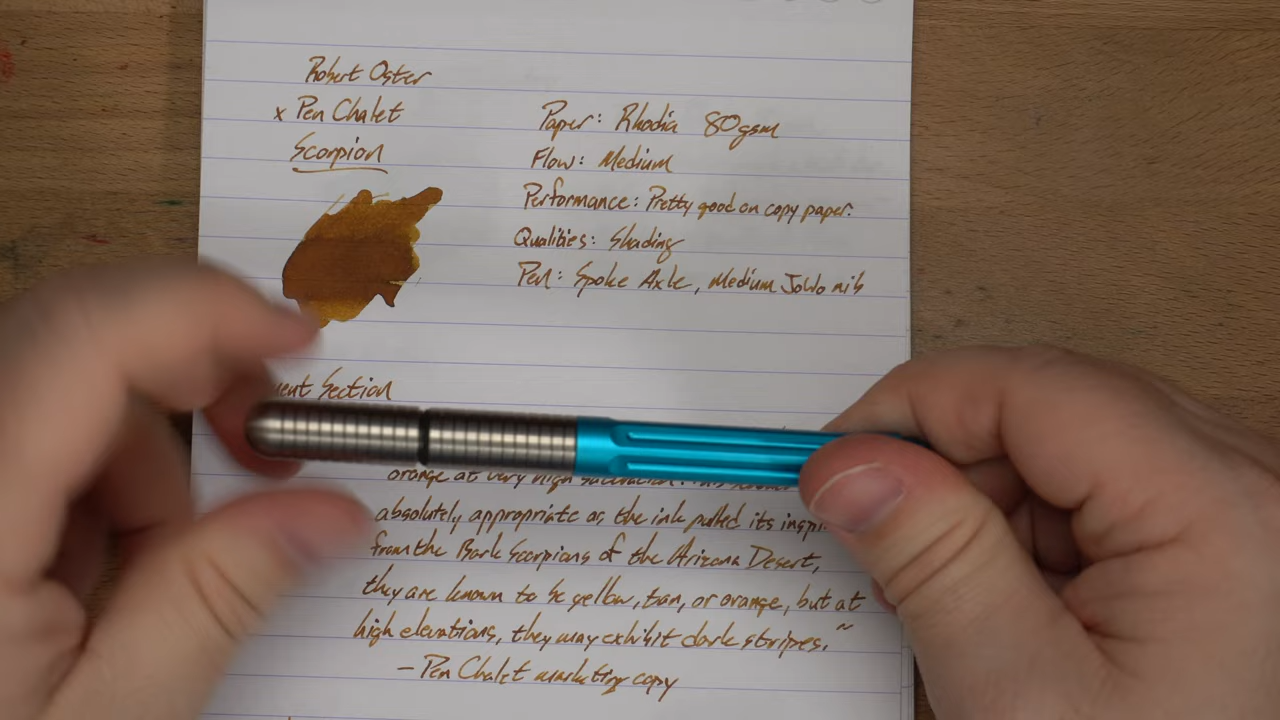 Robert Oster
x Pen Chalet
Scorpion
Paper: Rhodia 80gsm
Flow: Medium
Performance: Pretty good on copy paper.
Qualities: Shading
Pen: Spoke Axle, Medium JoWo nib
Section
orange at very high
absolutely appropriate as the ink pulled its
from the Bark Scorpions of the Arizona Desert,
they are known to be yellow, tan, or orange, but at
high elevations, they may exhibit dark stripes."
- Pen Chalet marketing copy